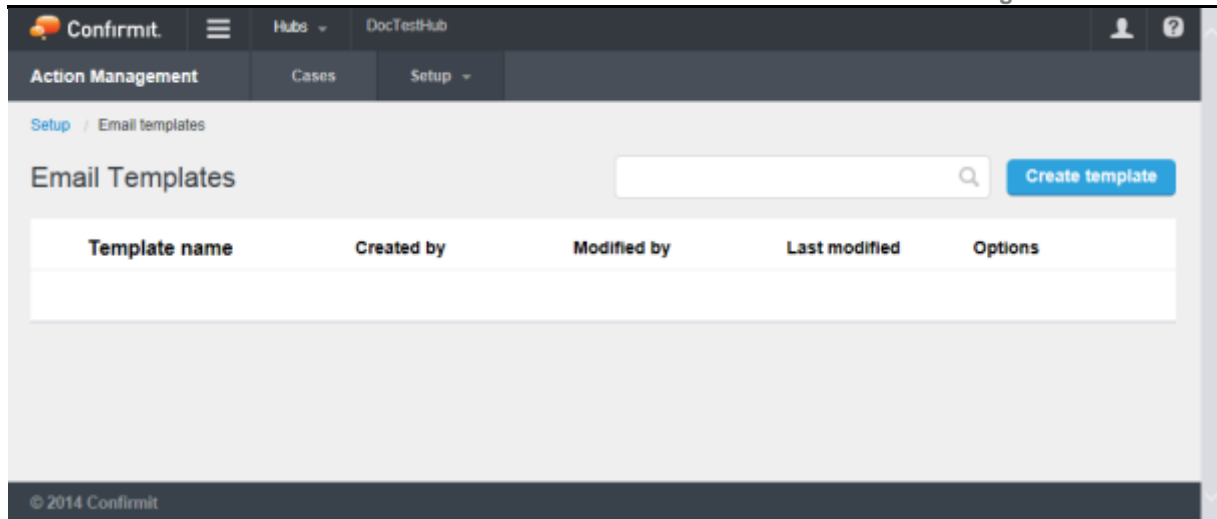 Confirmit. Hubs DocTestHub
Action Management Cases Setup
Setup / Email templates
Email Templates Create template
Template name Created by Modified by Last modified Options
© 2014 Confirmit